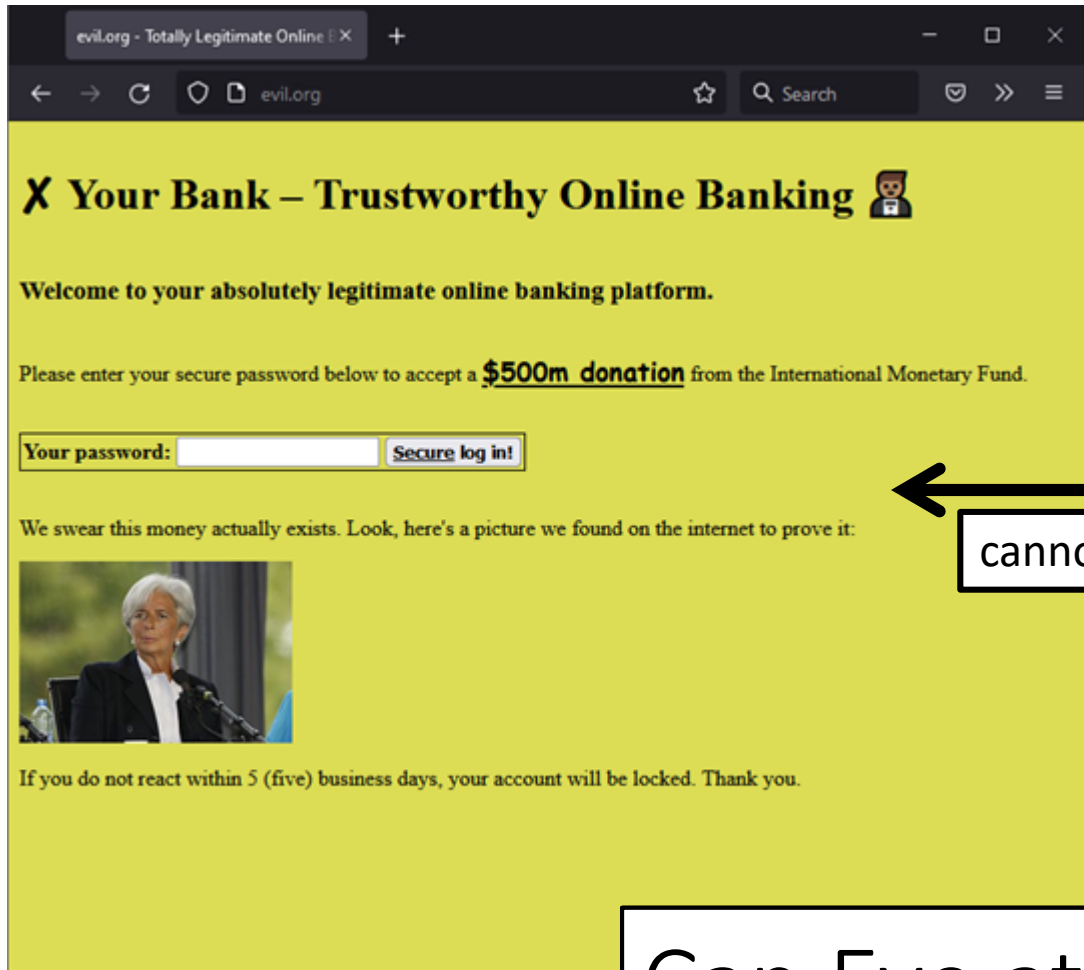 evil.org - Totally Legitimate Online
evil.org
Search
✗ Your Bank – Trustworthy Online Banking
Welcome to your absolutely legitimate online banking platform.
Please enter your secure password below to accept a $500m donation from the International Monetary Fund.
Your password: Secure log in!
We swear this money actually exists. Look, here's a picture we found on the internet to prove it:
If you do not react within 5 (five) business days, your account will be locked. Thank you.
Can Eve